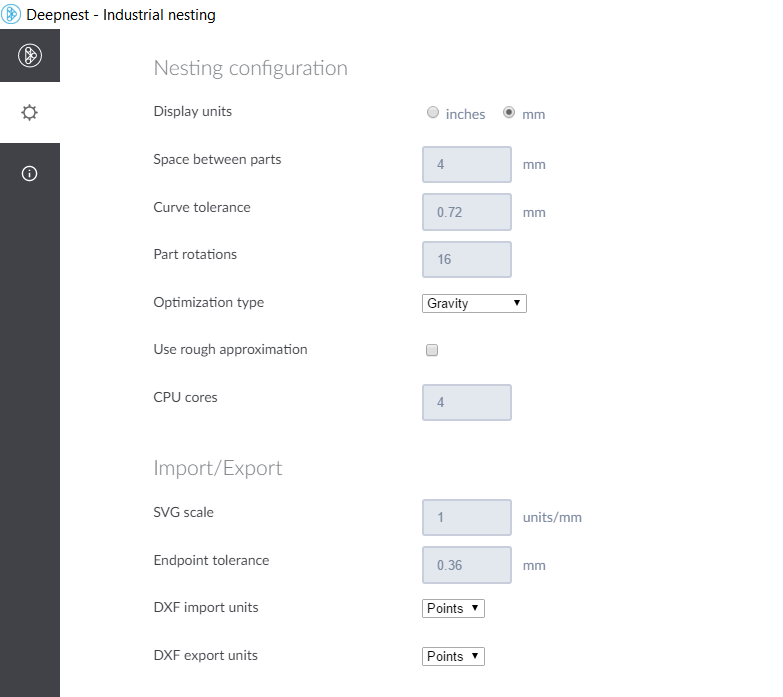 Deepnest - Industrial nesting
Nesting configuration
Display units inches mm
Space between parts 4 mm
Curve tolerance 0.72 mm
Part rotations 16
Optimization type Gravity
Use rough approximation
CPU cores 4
Import/Export
SVG scale 1 units/mm
Endpoint tolerance 0.36 mm
DXF import units Points
DXF export units Points